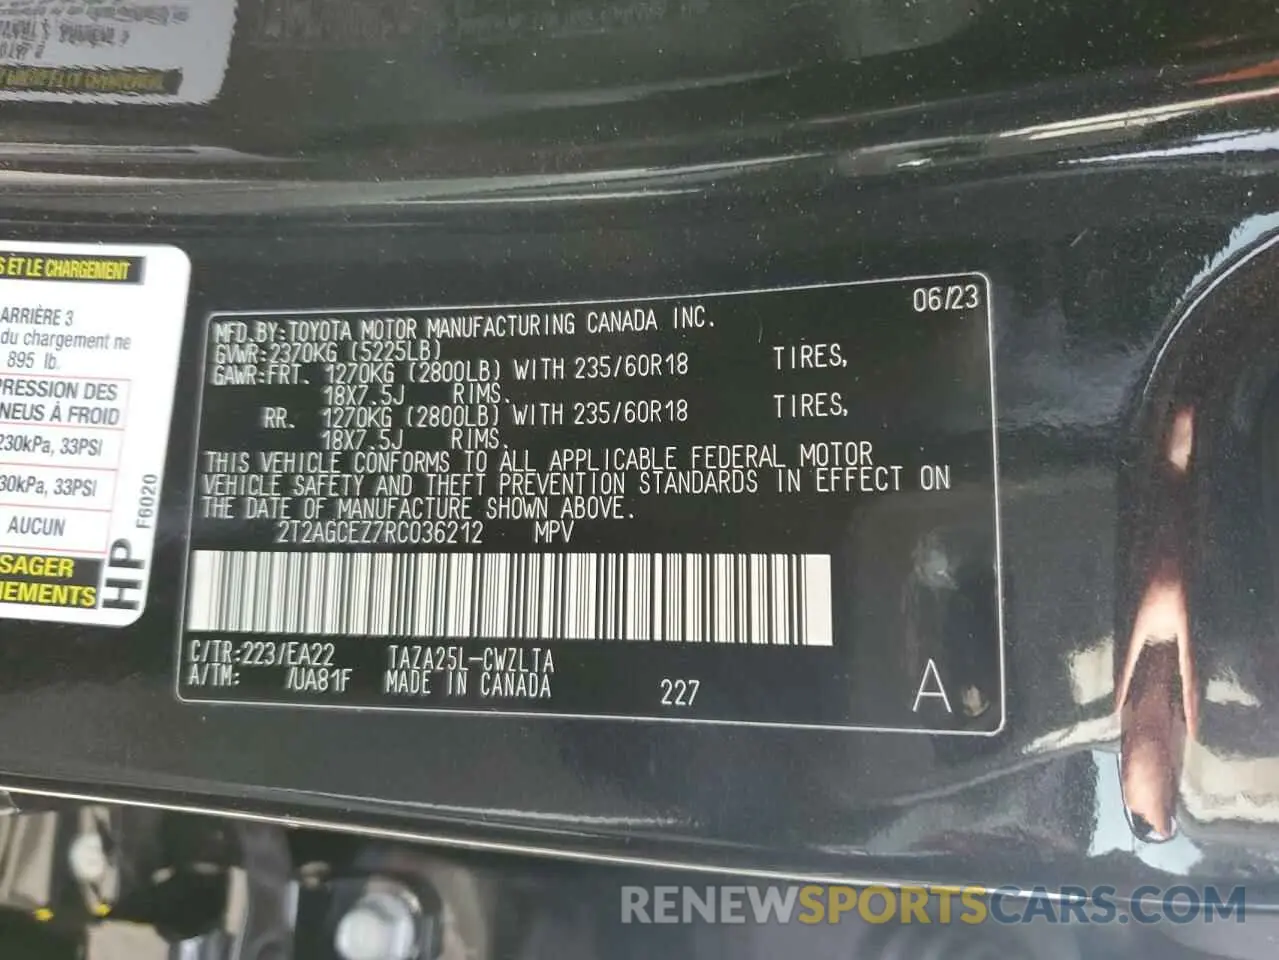 S ET LE CHARGEMENT
ARRIÈRE 3
du chargement ne
895 lb.
PRESSION DES
NEUS À FROID
230kPa, 33PSI
30kPa, 33PSI
AUCUN
SAGER
NEMENTS
HP
F6020
06/23
MFD.BY:TOYOTA MOTOR MANUFACTURING CANADA INC.
GVWR:2370KG (5225LB)
GAWR:FRT. 1270KG (2800LB) WITH 235/60R18 TIRES,
18X7.5J RIMS.
RR. 1270KG (2800LB) WITH 235/60R18 TIRES,
18X7.5J RIMS.
THIS VEHICLE CONFORMS TO ALL APPLICABLE FEDERAL MOTOR
VEHICLE SAFETY AND THEFT PREVENTION STANDARDS IN EFFECT ON
THE DATE OF MANUFACTURE SHOWN ABOVE.
2T2AGCEZ7RC036212 MPV
C/TR:223/EA22 TAZA25L-CWZLTA
A/TM: /UA81F MADE IN CANADA
227
A
RENEWSPORTSCARS.COM